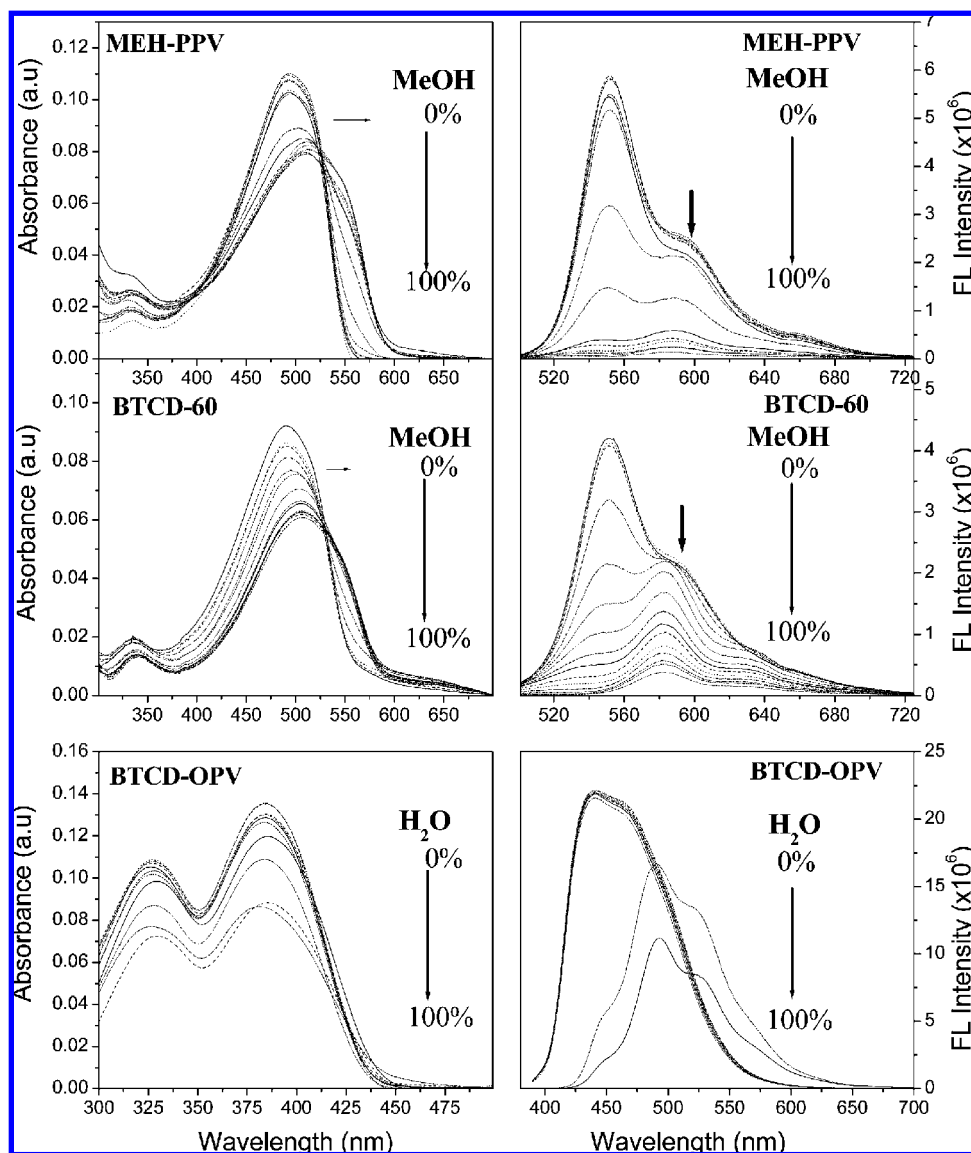 MEH-PPV
MeOH
0%
100%
Absorbance (a.u)
0.12
0.10
0.08
0.06
0.04
0.02
0.00
350 400 450 500 550 600 650
MEH-PPV
MeOH
0%
100%
FL Intensity (x10⁶)
7
6
5
4
3
2
1
0
520 560 600 640 680 720
BTCD-60
MeOH
0%
100%
Absorbance (a.u)
0.10
0.08
0.06
0.04
0.02
0.00
350 400 450 500 550 600 650
BTCD-60
MeOH
0%
100%
FL Intensity (x10⁶)
5
4
3
2
1
0
520 560 600 640 680 720
BTCD-OPV
H₂O
0%
100%
Absorbance (a.u)
0.16
0.14
0.12
0.10
0.08
0.06
0.04
0.02
0.00
300 325 350 375 400 425 450 475
Wavelength (nm)
BTCD-OPV
H₂O
0%
100%
FL Intensity (x10⁶)
25
20
15
10
5
0
400 450 500 550 600 650 700
Wavelength (nm)